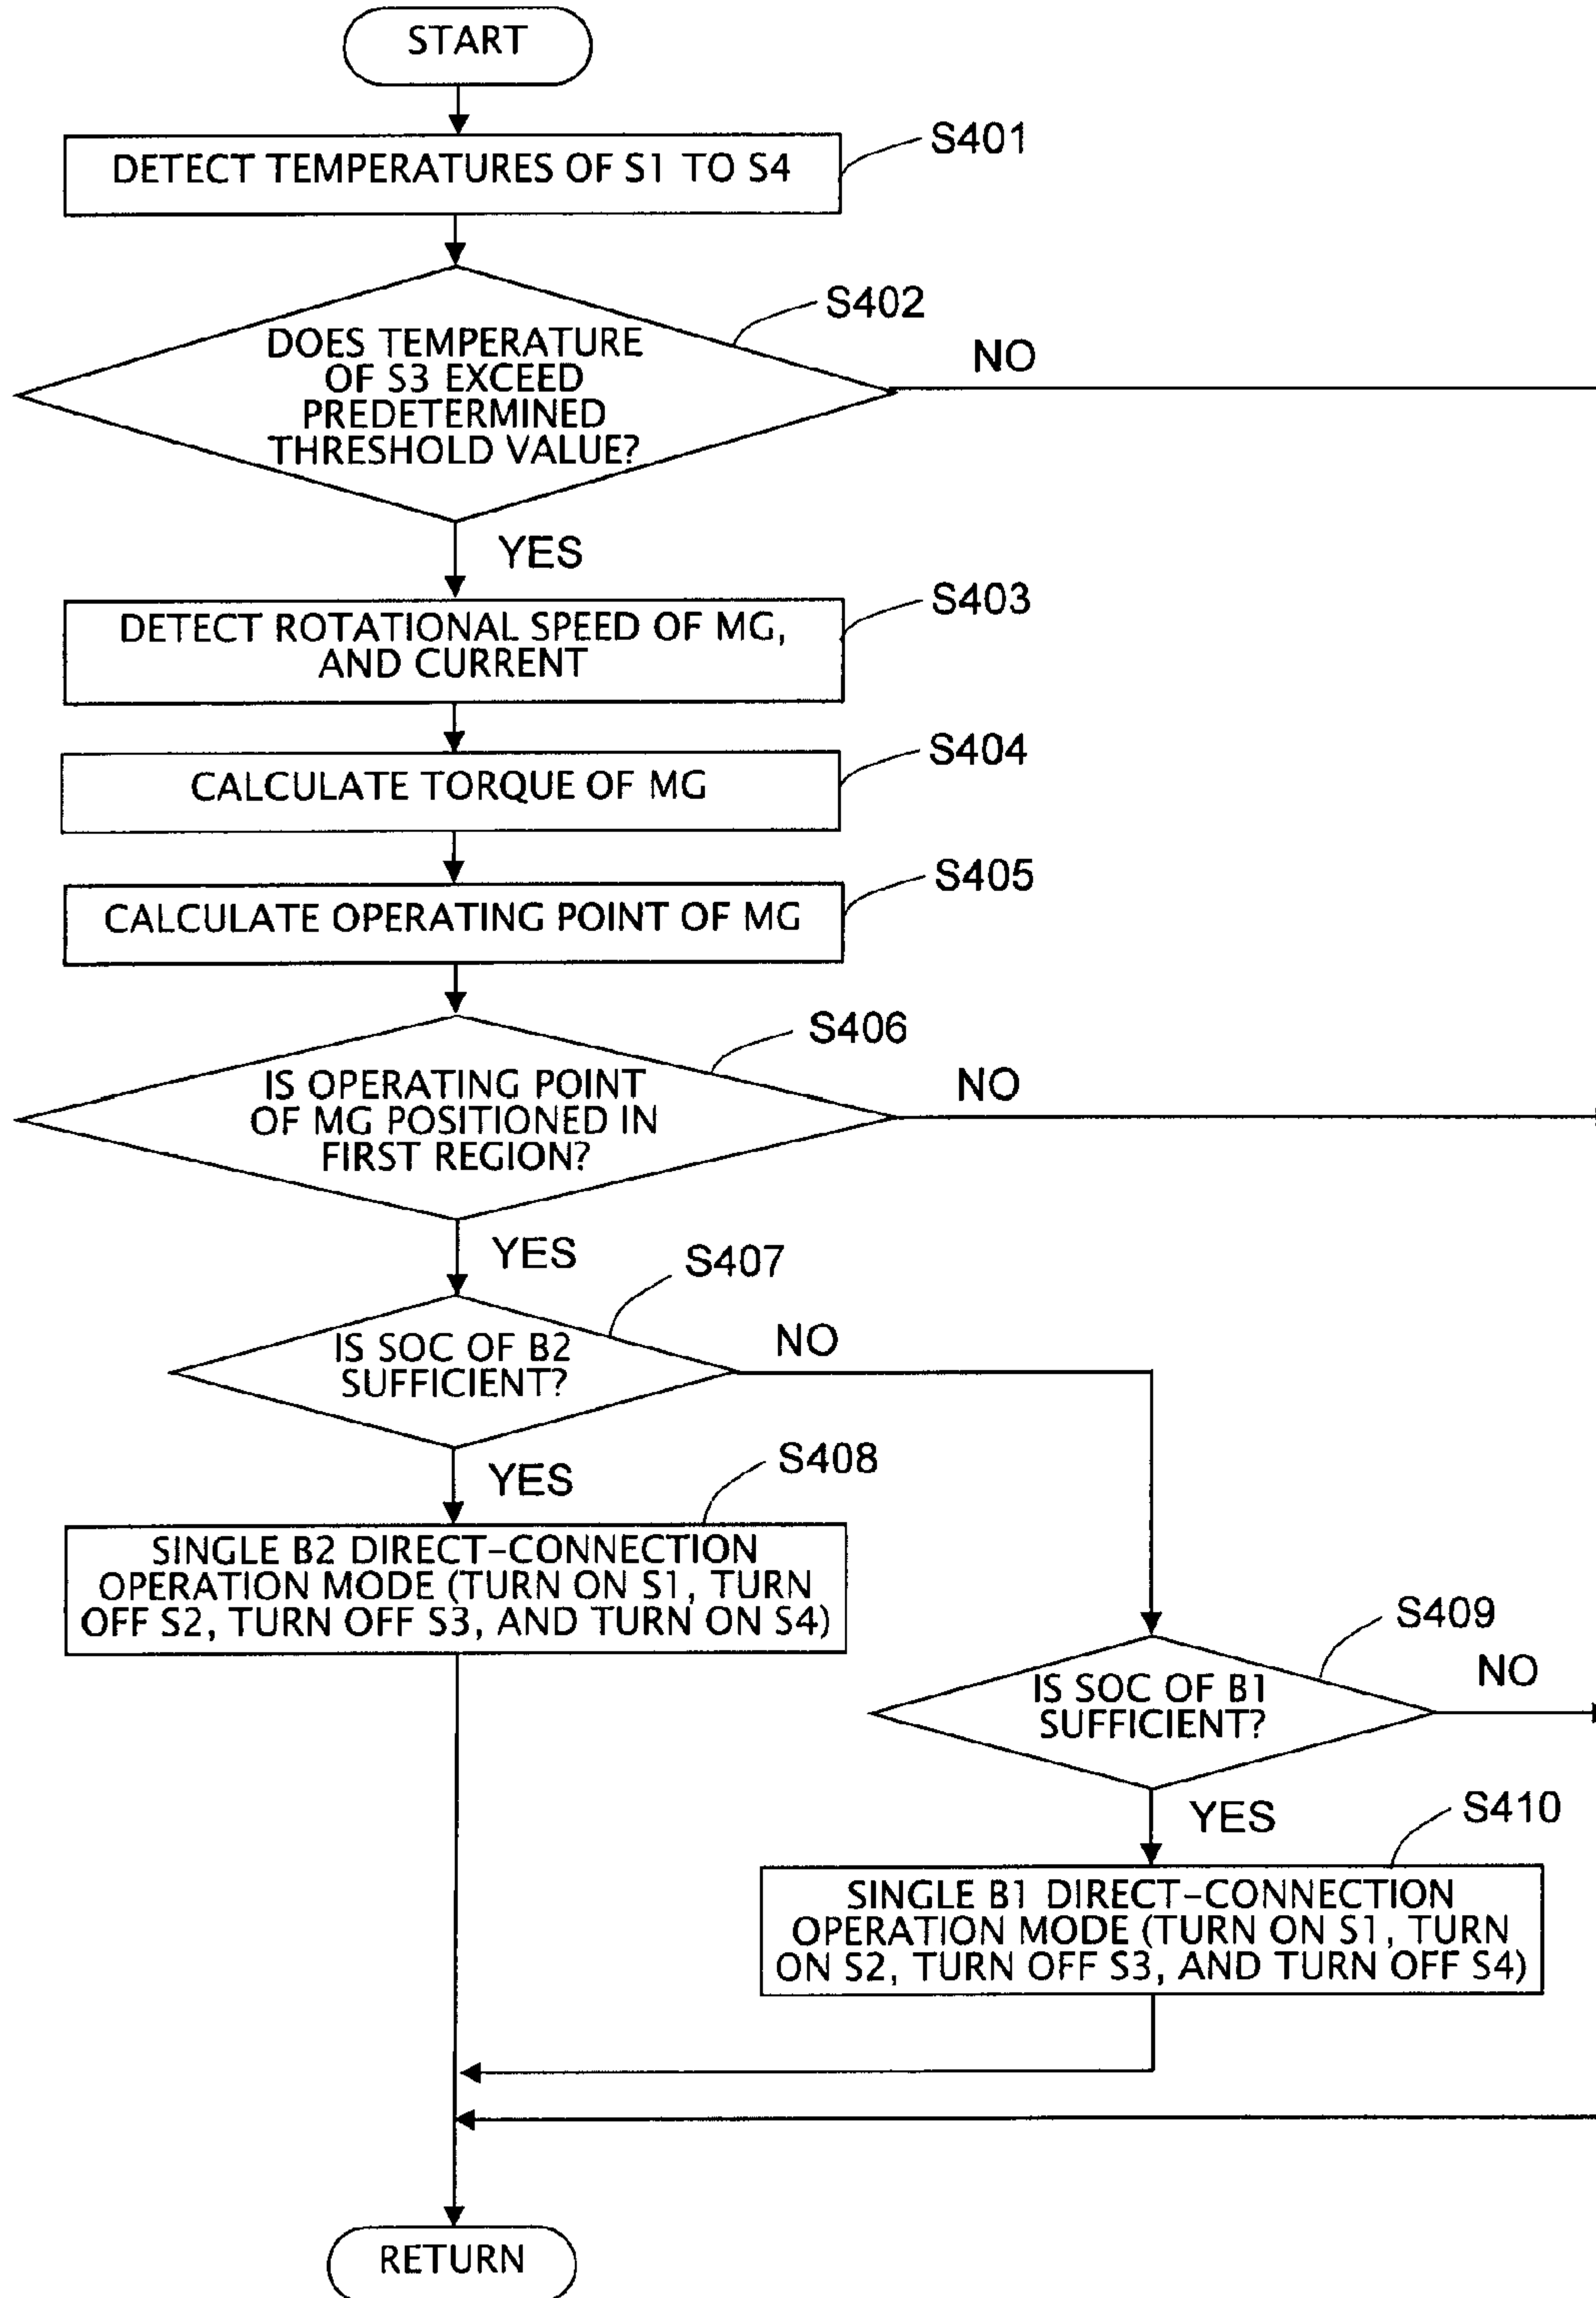 START
S401
DETECT TEMPERATURES OF S1 TO S4
S402
DOES TEMPERATURE
OF S3 EXCEED
PREDETERMINED
THRESHOLD VALUE?
NO
YES
S403
DETECT ROTATIONAL SPEED OF MG,
AND CURRENT
S404
CALCULATE TORQUE OF MG
S405
CALCULATE OPERATING POINT OF MG
S406
IS OPERATING POINT
OF MG POSITIONED IN
FIRST REGION?
NO
YES
S407
IS SOC OF B2
SUFFICIENT?
NO
YES
S408
SINGLE B2 DIRECT-CONNECTION
OPERATION MODE (TURN ON S1, TURN
OFF S2, TURN OFF S3, AND TURN ON S4)
S409
IS SOC OF B1
SUFFICIENT?
NO
YES
S410
SINGLE B1 DIRECT-CONNECTION
OPERATION MODE (TURN ON S1, TURN
ON S2, TURN OFF S3, AND TURN OFF S4)
RETURN